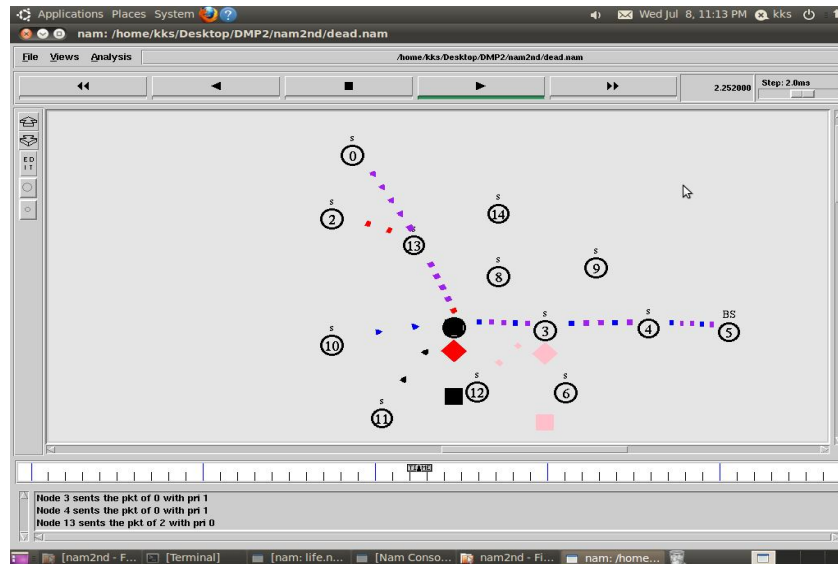 Applications Places System
Wed Jul 8, 11:13 PM kks
nam: /home/kks/Desktop/DMP2/nam2nd/dead.nam
File Views Analysis /home/kks/Desktop/DMP2/nam2nd/dead.nam
2.252000 Step: 2.0ms
E D
I T
s
0
s
2
s
14
13
s
8
s
9
s
10
s
3
s
4
BS
5
s
11
s
12
s
6
Node 3 sents the pkt of 0 with pri 1
Node 4 sents the pkt of 0 with pri 1
Node 13 sents the pkt of 2 with pri 0
[nam2nd - F... [Terminal] [nam: life.n... [Nam Conso... nam2nd - Fi... nam: /home...